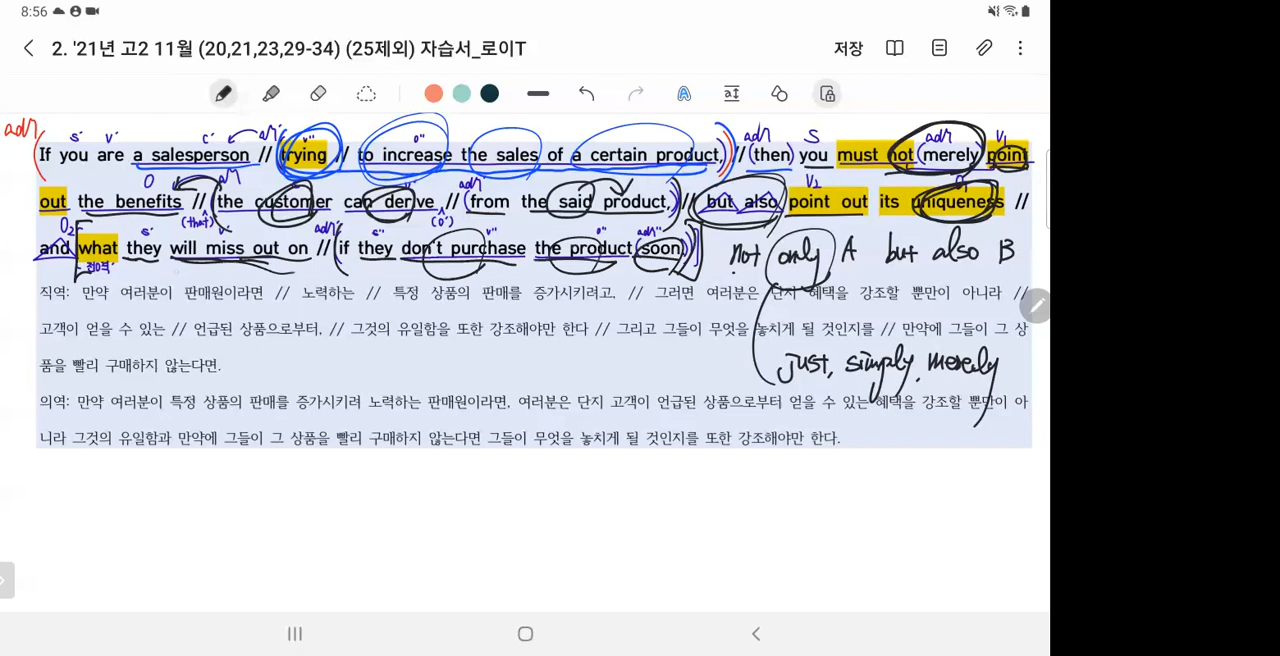 8:56
2. '21년 고2 11월 (20,21,23,29-34) (25제외) 자습서_로이T
저장
adv s' v' c' adj' v'' o'' adv S adv V₁
If you are a salesperson // trying // to increase the sales of a certain product, // (then) you must not (merely) point
O s' v' adv' (o') V₂
out the benefits // (the customer can derive // (from the said product,) // but also point out its uniqueness //
(that)
O₂ s' adv' s'' v'' o'' adv
and what they will miss out on // (if they don't purchase the product (soon)) not only A but also B
직역: 만약 여러분이 판매원이라면 // 노력하는 // 특정 상품의 판매를 증가시키려고, // 그러면 여러분은 단지 혜택을 강조할 뿐만이 아니라 //
고객이 얻을 수 있는 // 언급된 상품으로부터, // 그것의 유일함을 또한 강조해야만 한다 // 그리고 그들이 무엇을 놓치게 될 것인지를 // 만약에 그들이 그 상
품을 빨리 구매하지 않는다면.
just, simply, merely
의역: 만약 여러분이 특정 상품의 판매를 증가시키려 노력하는 판매원이라면, 여러분은 단지 고객이 언급된 상품으로부터 얻을 수 있는 혜택을 강조할 뿐만이 아
니라 그것의 유일함과 만약에 그들이 그 상품을 빨리 구매하지 않는다면 그들이 무엇을 놓치게 될 것인지를 또한 강조해야만 한다.